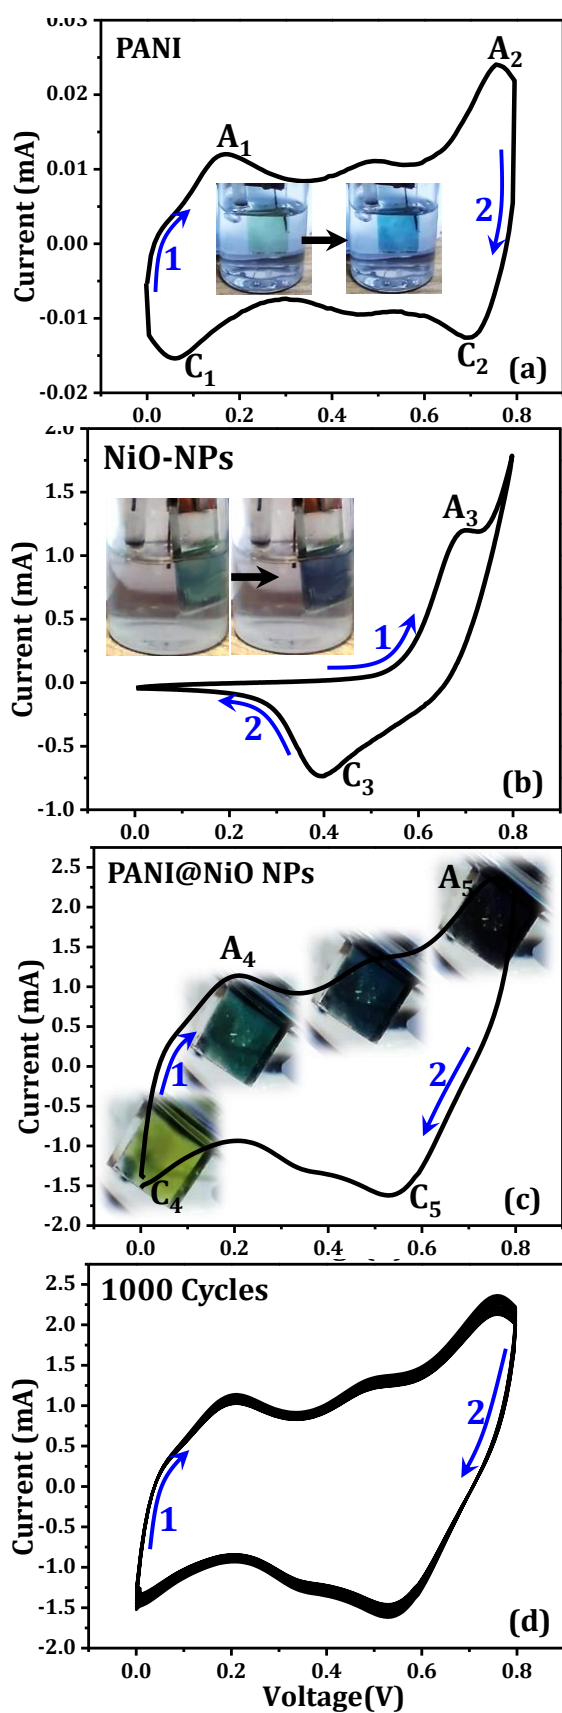 0.03
PANI
A2
0.02
A1
0.01
Current (mA)
2
1
0.00
-0.01
C1
C2
(a)
-0.02
0.0 0.2 0.4 0.6 0.8
2.0
NiO-NPs
1.5
A3
1.0
Current (mA)
0.5
1
0.0
2
-0.5
C3
(b)
-1.0
0.0 0.2 0.4 0.6 0.8
2.5
PANI@NiO NPs
A5
2.0
1.5
A4
1.0
Current (mA)
0.5
1
2
0.0
-0.5
-1.0
-1.5
C4
C5
(c)
-2.0
0.0 0.2 0.4 0.6 0.8
2.5
1000 Cycles
2.0
1.5
1.0
Current (mA)
2
0.5
0.0
1
-0.5
-1.0
-1.5
(d)
-2.0
0.0 0.2 0.4 0.6 0.8
Voltage(V)